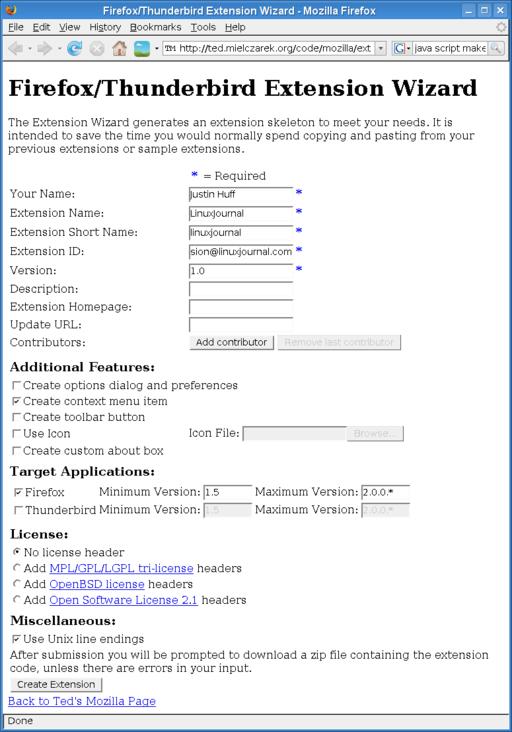 Firefox/Thunderbird Extension Wizard - Mozilla Firefox
File Edit View History Bookmarks Tools Help
TM http://ted.mielczarek.org/code/mozilla/ext G java script make
Firefox/Thunderbird Extension Wizard
The Extension Wizard generates an extension skeleton to meet your needs. It is
intended to save the time you would normally spend copying and pasting from your
previous extensions or sample extensions.
* = Required
Your Name: Justin Huff *
Extension Name: LinuxJournal *
Extension Short Name: linuxjournal *
Extension ID: sion@linuxjournal.com *
Version: 1.0 *
Description:
Extension Homepage:
Update URL:
Contributors: Add contributor Remove last contributor
Additional Features:
Create options dialog and preferences
Create context menu item
Create toolbar button
Use Icon Icon File: Browse...
Create custom about box
Target Applications:
Firefox Minimum Version: 1.5 Maximum Version: 2.0.0.*
Thunderbird Minimum Version: 1.5 Maximum Version: 2.0.0.*
License:
No license header
Add MPL/GPL/LGPL tri-license headers
Add OpenBSD license headers
Add Open Software License 2.1 headers
Miscellaneous:
Use Unix line endings
After submission you will be prompted to download a zip file containing the extension
code, unless there are errors in your input.
Create Extension
Back to Ted's Mozilla Page
Done